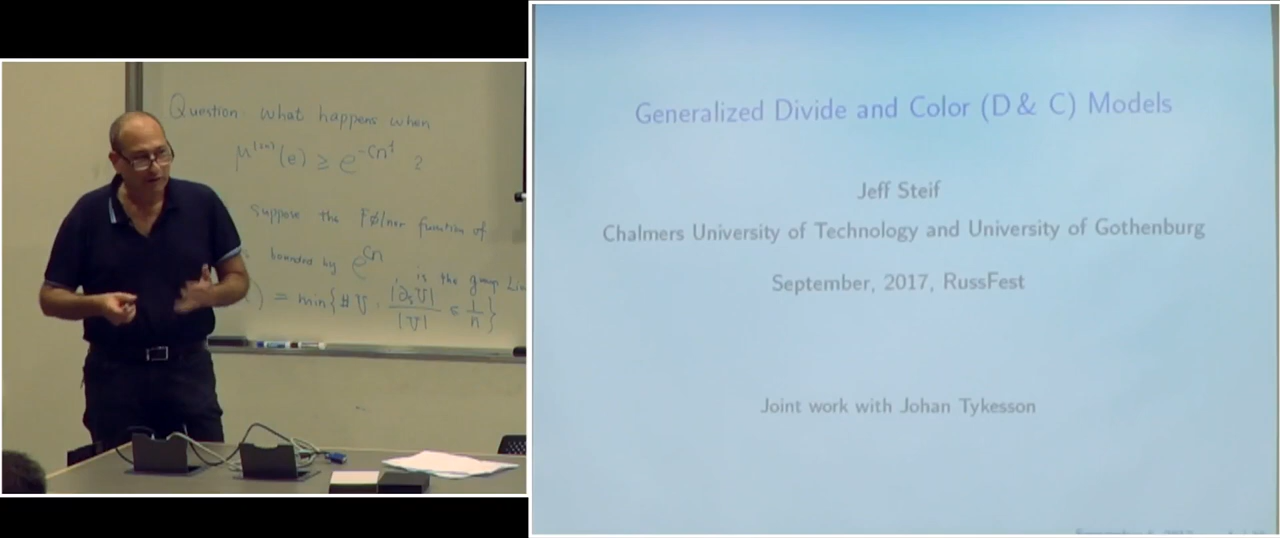 Question: what happens when
μ^(2n)(e) ≥ e^-cn^
?
suppose the Følner function of
bounded by e^Cn
is the group
) = min{#U : |∂sU| / |U| ≤ 1/n}
Generalized Divide and Color (D & C) Models
Jeff Steif
Chalmers University of Technology and University of Gothenburg
September, 2017, RussFest
Joint work with Johan Tykesson